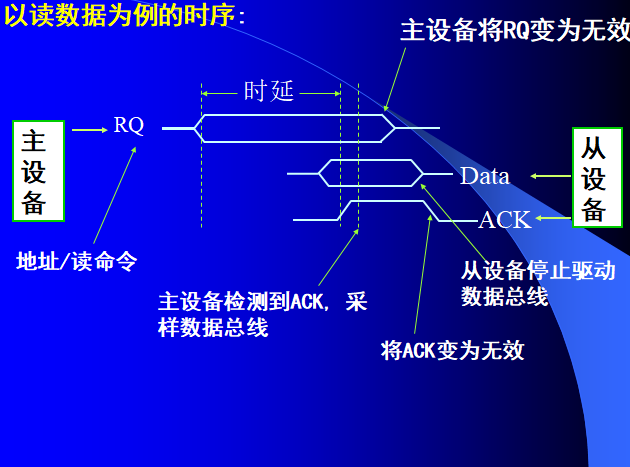 以读数据为例的时序:
主设备将RQ变为无效
时延
RQ
主设备
从设备
Data
ACK
地址/读命令
主设备检测到ACK, 采
样数据总线
从设备停止驱动
数据总线
将ACK变为无效